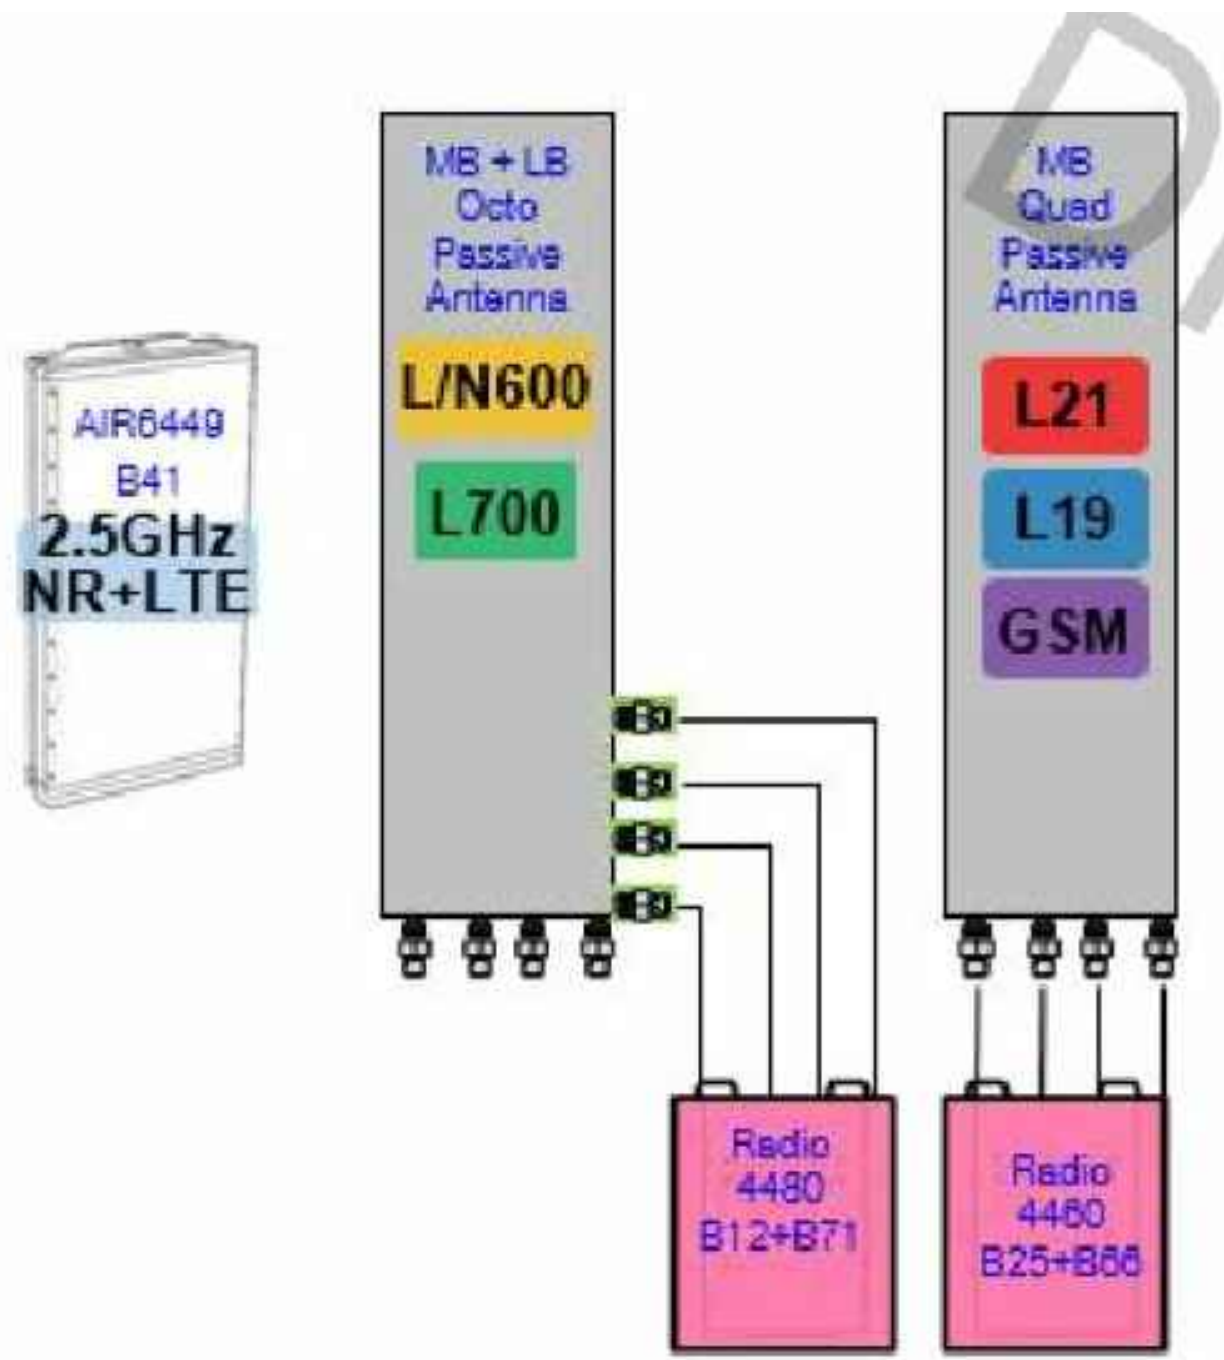 AIR6449
B41
2.5GHz
NR+LTE
MB + LB
Octo
Passive
Antenna
L/N600
L700
MB
Quad
Passive
Antenna
L21
L19
GSM
Radio
4480
B12+B71
Radio
4460
B25+B66